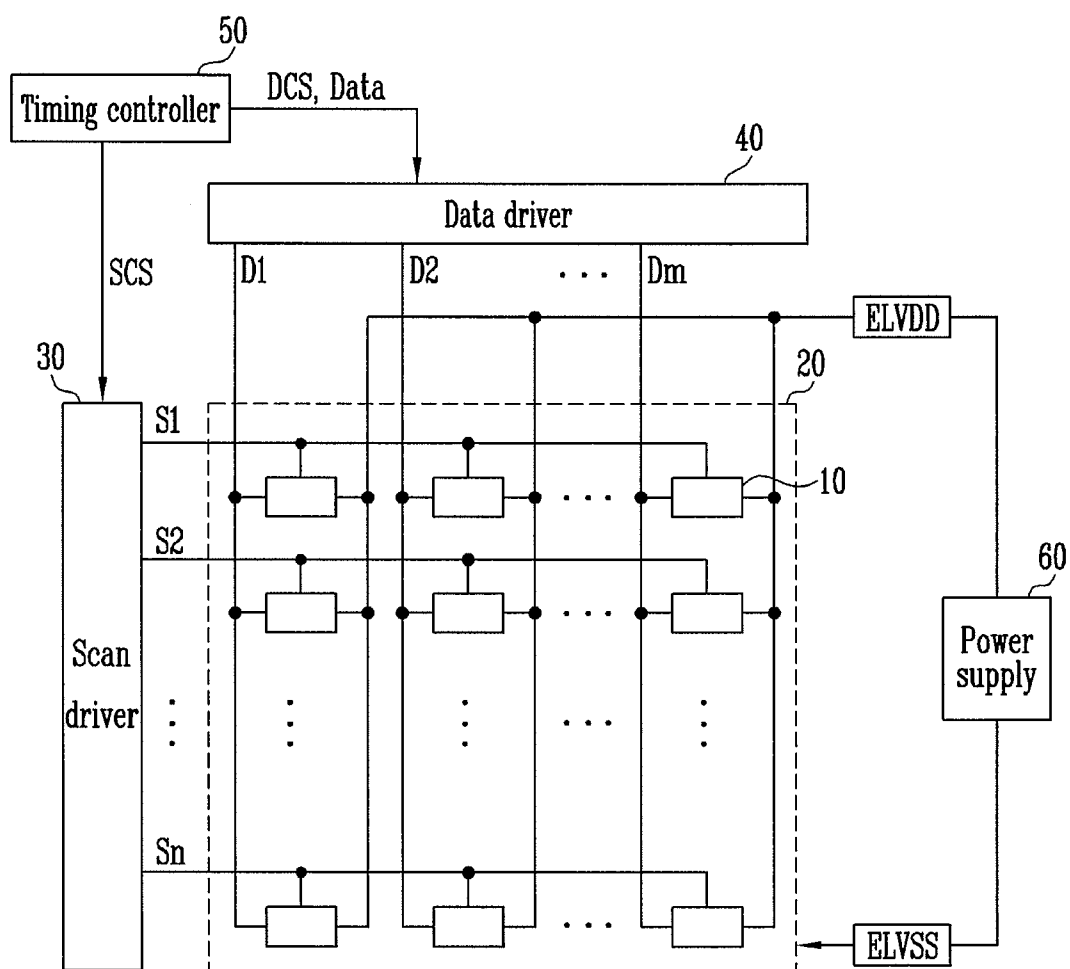 50
Timing controller
DCS, Data
40
Data driver
SCS
D1
D2
. . .
Dm
ELVDD
30
20
S1
10
. . .
S2
. . .
60
Scan
driver
Power
supply
. . .
Sn
. . .
ELVSS